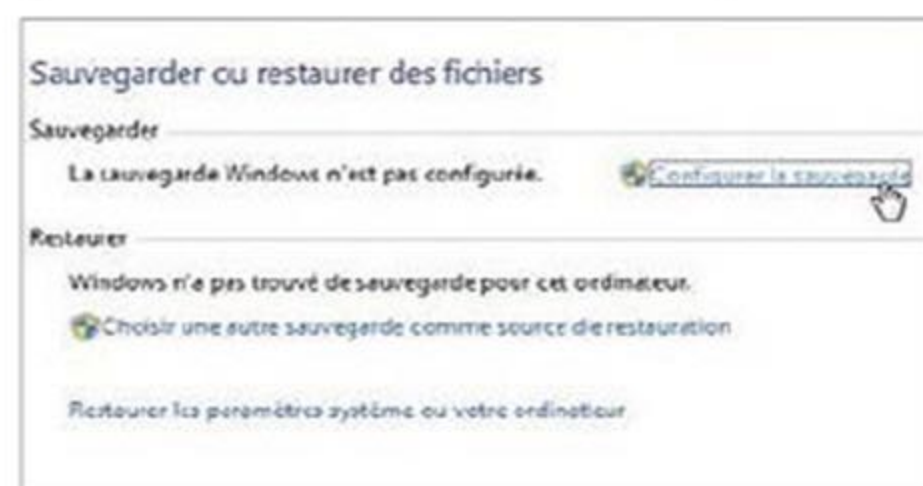 Sauvegarder ou restaurer des fichiers
Sauvegarder
La sauvegarde Windows n'est pas configurée.
Configurer la sauvegarde
Restaurer
Windows n'a pas trouvé de sauvegarde pour cet ordinateur.
Choisir une autre sauvegarde comme source de restauration
Restaurer les paramètres système ou votre ordinateur